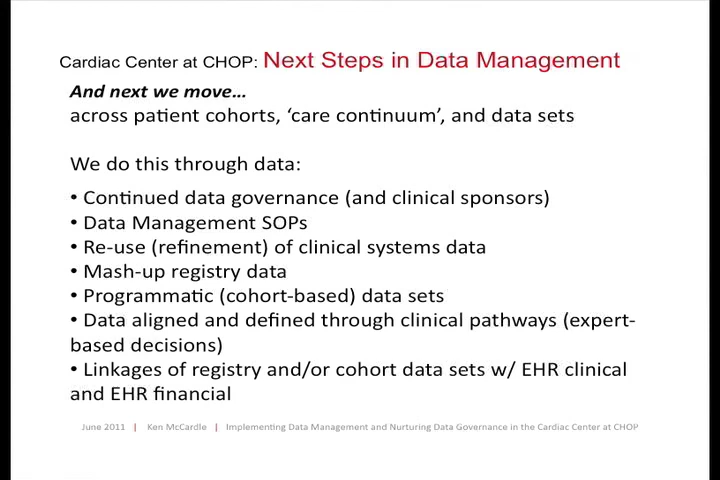 Cardiac Center at CHOP: Next Steps in Data Management
And next we move...
across patient cohorts, ‘care continuum’, and data sets
We do this through data:
• Continued data governance (and clinical sponsors)
• Data Management SOPs
• Re-use (refinement) of clinical systems data
• Mash-up registry data
• Programmatic (cohort-based) data sets
• Data aligned and defined through clinical pathways (expert-
based decisions)
• Linkages of registry and/or cohort data sets w/ EHR clinical
and EHR financial
June 2011 | Ken McCardle | Implementing Data Management and Nurturing Data Governance in the Cardiac Center at CHOP